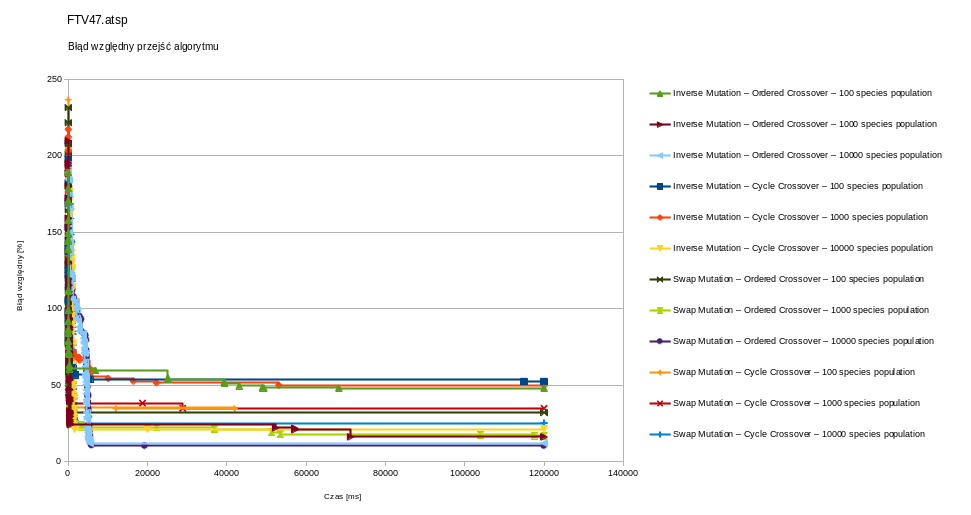 FTV47.atsp
Błąd względny przejść algorytmu
250
200
150
100
50
0
Błąd względny [%]
0 20000 40000 60000 80000 100000 120000 140000
Czas [ms]
Inverse Mutation – Ordered Crossover – 100 species population
Inverse Mutation – Ordered Crossover – 1000 species population
Inverse Mutation – Ordered Crossover – 10000 species population
Inverse Mutation – Cycle Crossover – 100 species population
Inverse Mutation – Cycle Crossover – 1000 species population
Inverse Mutation – Cycle Crossover – 10000 species population
Swap Mutation – Ordered Crossover – 100 species population
Swap Mutation – Ordered Crossover – 1000 species population
Swap Mutation – Ordered Crossover – 10000 species population
Swap Mutation – Cycle Crossover – 100 species population
Swap Mutation – Cycle Crossover – 1000 species population
Swap Mutation – Cycle Crossover – 10000 species population